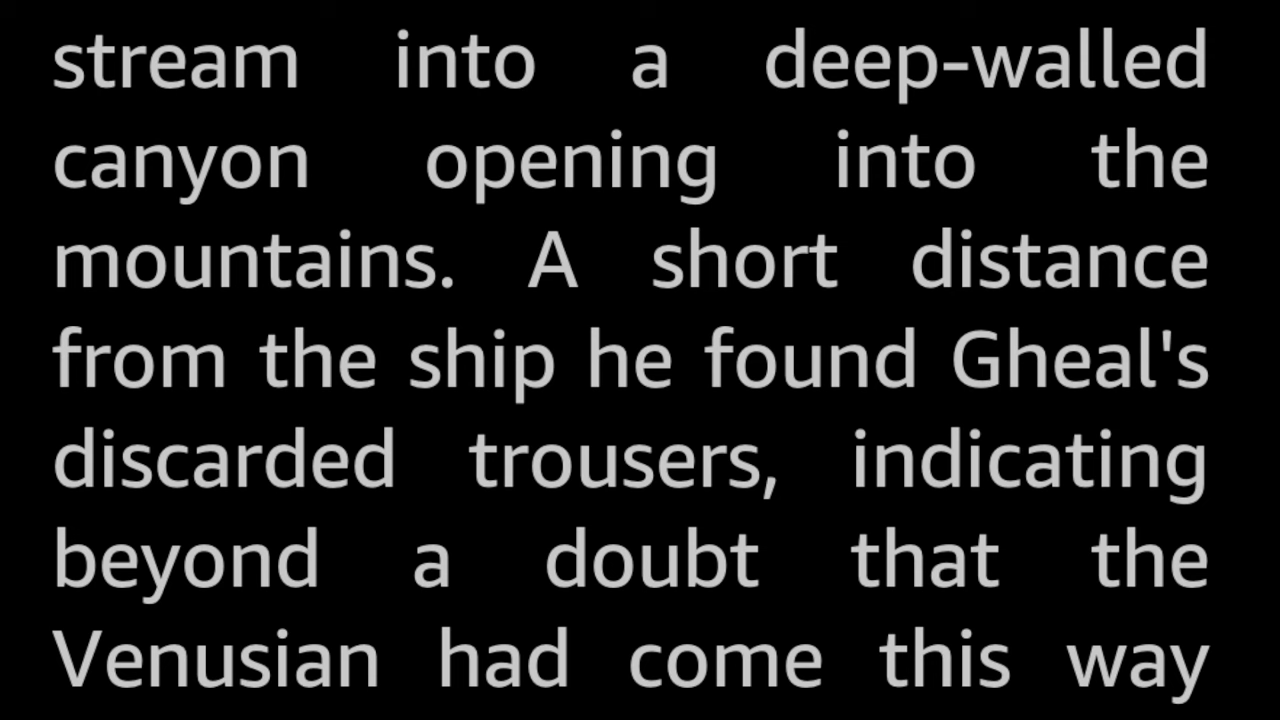 stream into a deep-walled
canyon opening into the
mountains. A short distance
from the ship he found Gheal's
discarded trousers, indicating
beyond a doubt that the
Venusian had come this way